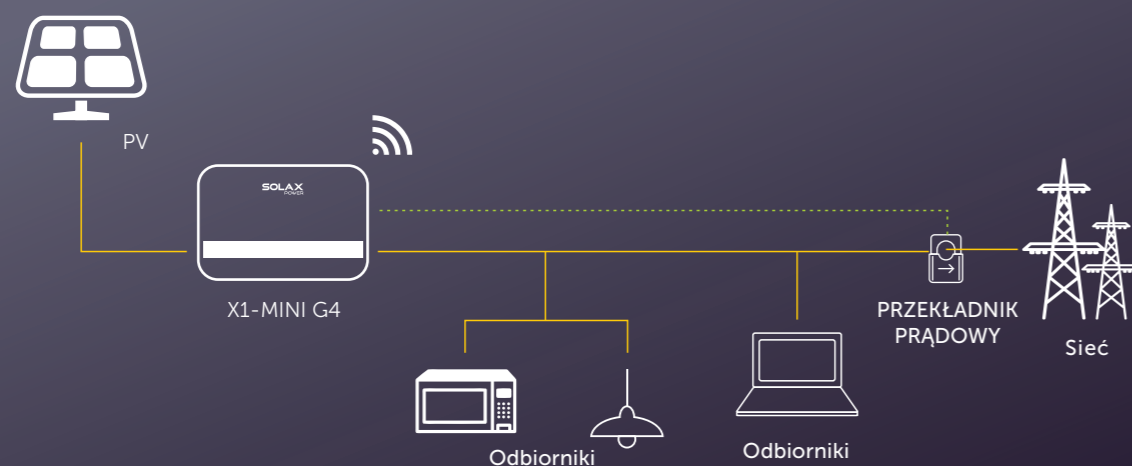 PV
SOLAX
POWER
X1-MINI G4
PRZEKŁADNIK
PRĄDOWY
Sieć
Odbiorniki
Odbiorniki